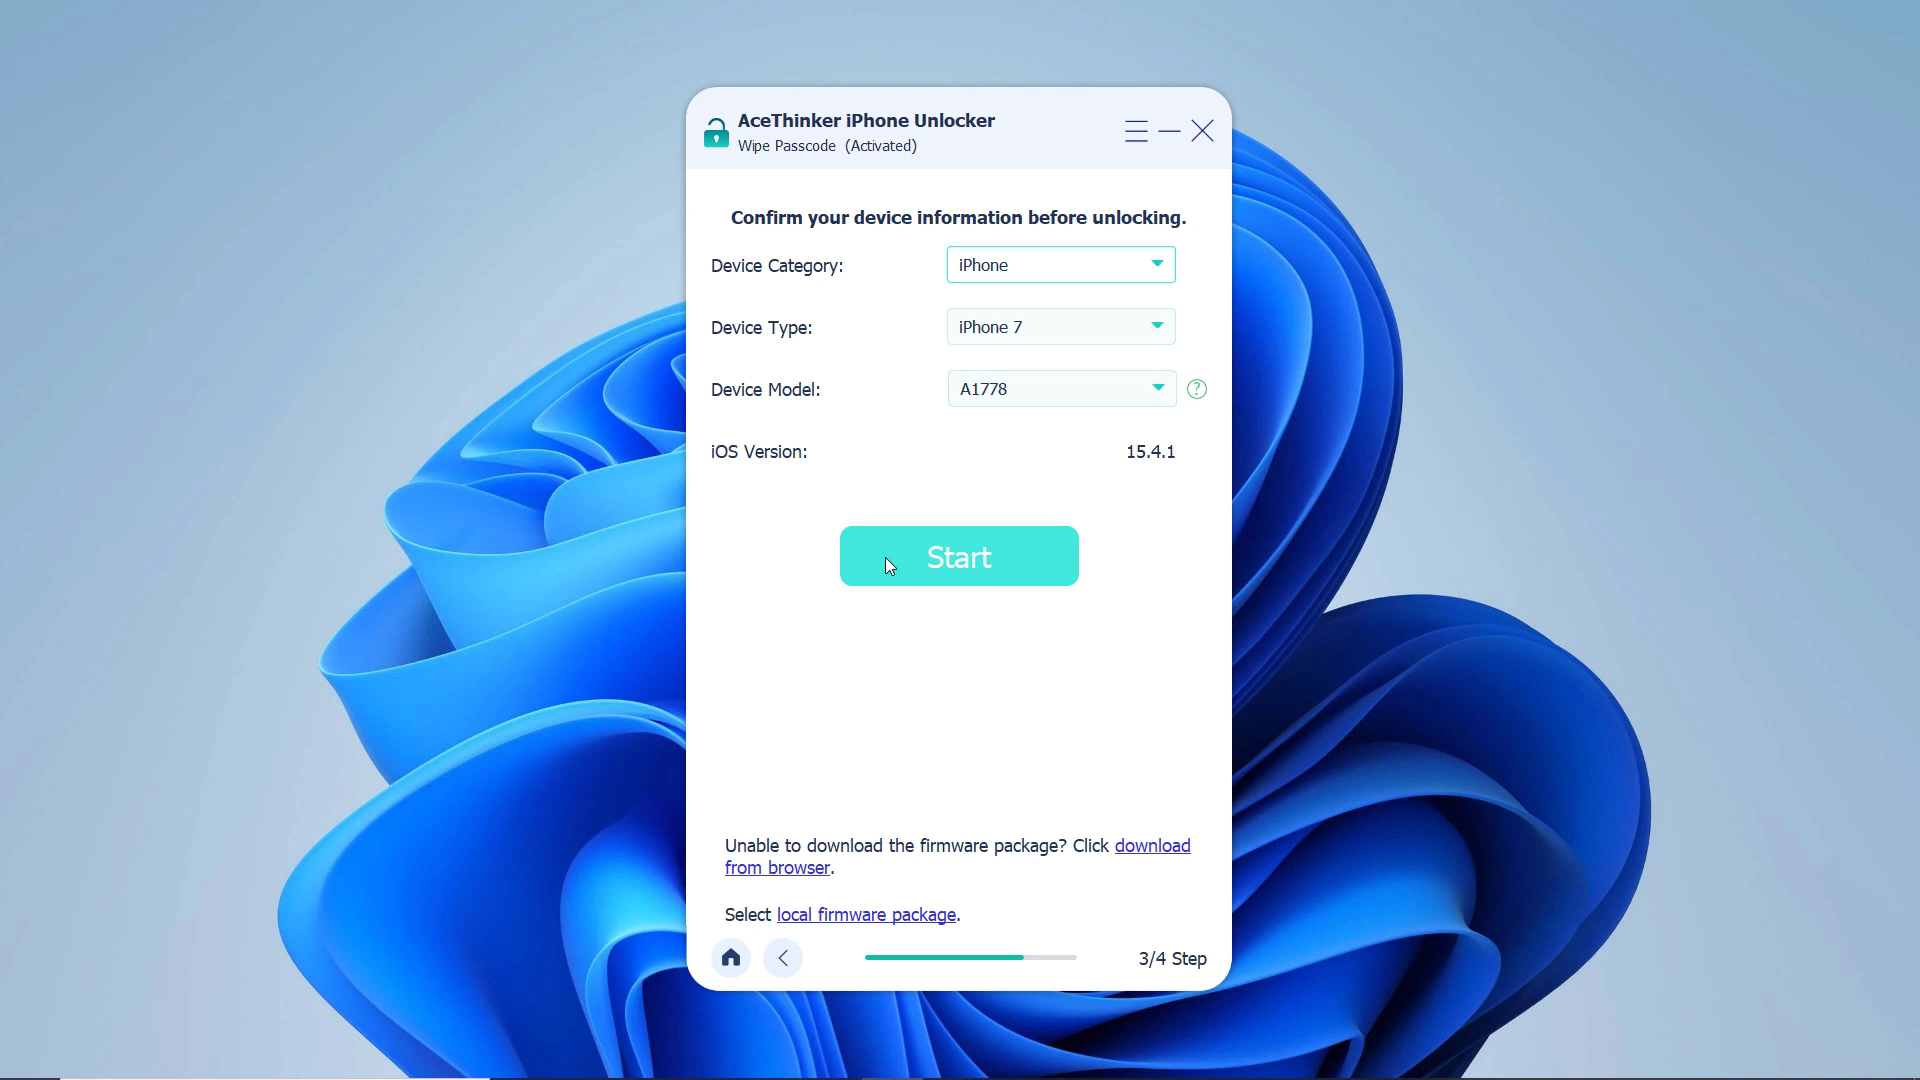 AceThinker iPhone Unlocker
Wipe Passcode (Activated)
Confirm your device information before unlocking.
Device Category: iPhone
Device Type: iPhone 7
Device Model: A1778 ?
iOS Version: 15.4.1
Start
Unable to download the firmware package? Click download
from browser.
Select local firmware package.
3/4 Step